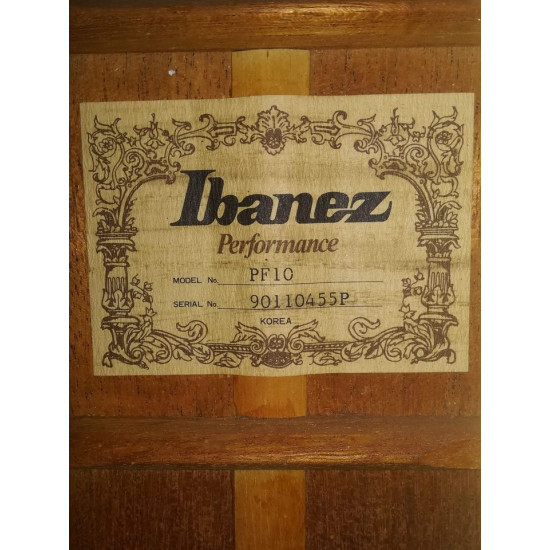 Ibanez
Performance
MODEL No. PF10
SERIAL No. 90110455P
KOREA